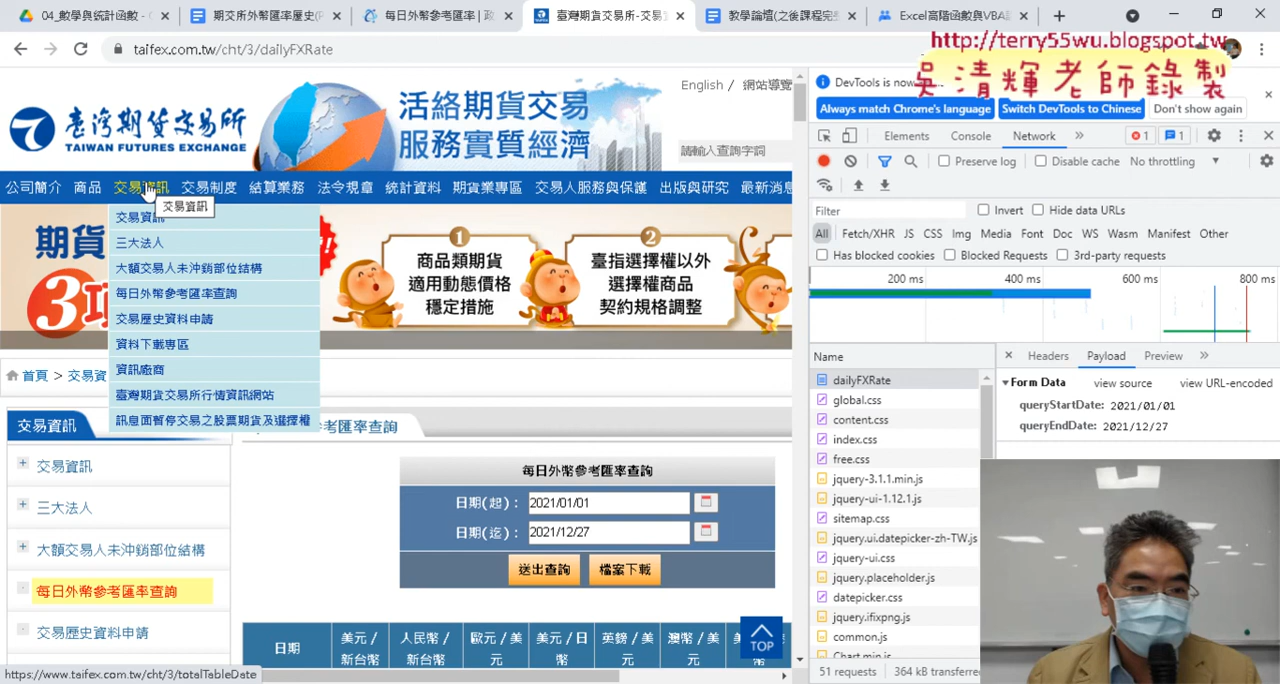 04_數學與統計函數 - G
期交所外幣匯率歷史(P
每日外幣參考匯率 | 政
臺灣期貨交易所-交易資
教學論壇(之後課程完整
Excel高階函數與VBA
taifex.com.tw/cht/3/dailyFXRate
http://terry55wu.blogspot.tw
吳清輝老師錄製
English / 網站導覽
臺灣期貨交易所
TAIWAN FUTURES EXCHANGE
活絡期貨交易
服務實質經濟
請輸入查詢字詞
公司簡介 商品 交易資訊 交易制度 結算業務 法令規章 統計資料 期貨業專區 交易人服務與保護 出版與研究 最新消息
交易資訊
交易資訊
三大法人
大額交易人未沖銷部位結構
每日外幣參考匯率查詢
交易歷史資料申請
資料下載專區
資訊廠商
臺灣期貨交易所行情資訊網站
訊息面暫停交易之股票期貨及選擇權
期貨
3項
1
商品類期貨
適用動態價格
穩定措施
2
臺指選擇權以外
選擇權商品
契約規格調整
首頁 > 交易資
交易資訊
交易資訊
三大法人
大額交易人未沖銷部位結構
每日外幣參考匯率查詢
交易歷史資料申請
參考匯率查詢
每日外幣參考匯率查詢
日期(起)： 2021/01/01
日期(迄)： 2021/12/27
送出查詢 檔案下載
日期
美元／新台幣
人民幣／新台幣
歐元／美元
美元／日幣
英鎊／美元
澳幣／美元
TOP
https://www.taifex.com.tw/cht/3/totalTableDate
DevTools is now
Always match Chrome's language
Switch DevTools to Chinese
Don't show again
Elements Console Network
1 1
Preserve log Disable cache No throttling
Filter
Invert Hide data URLs
All Fetch/XHR JS CSS Img Media Font Doc WS Wasm Manifest Other
Has blocked cookies Blocked Requests 3rd-party requests
200 ms 400 ms 600 ms 800 ms
Name
dailyFXRate
global.css
content.css
index.css
free.css
jquery-3.1.1.min.js
jquery-ui-1.12.1.js
sitemap.css
jquery.ui.datepicker-zh-TW.js
jquery-ui.css
jquery.placeholder.js
datepicker.css
jquery.ifixpng.js
common.js
Chart.min.js
51 requests 364 kB transferre
Headers Payload Preview
Form Data view source view URL-encoded
queryStartDate: 2021/01/01
queryEndDate: 2021/12/27